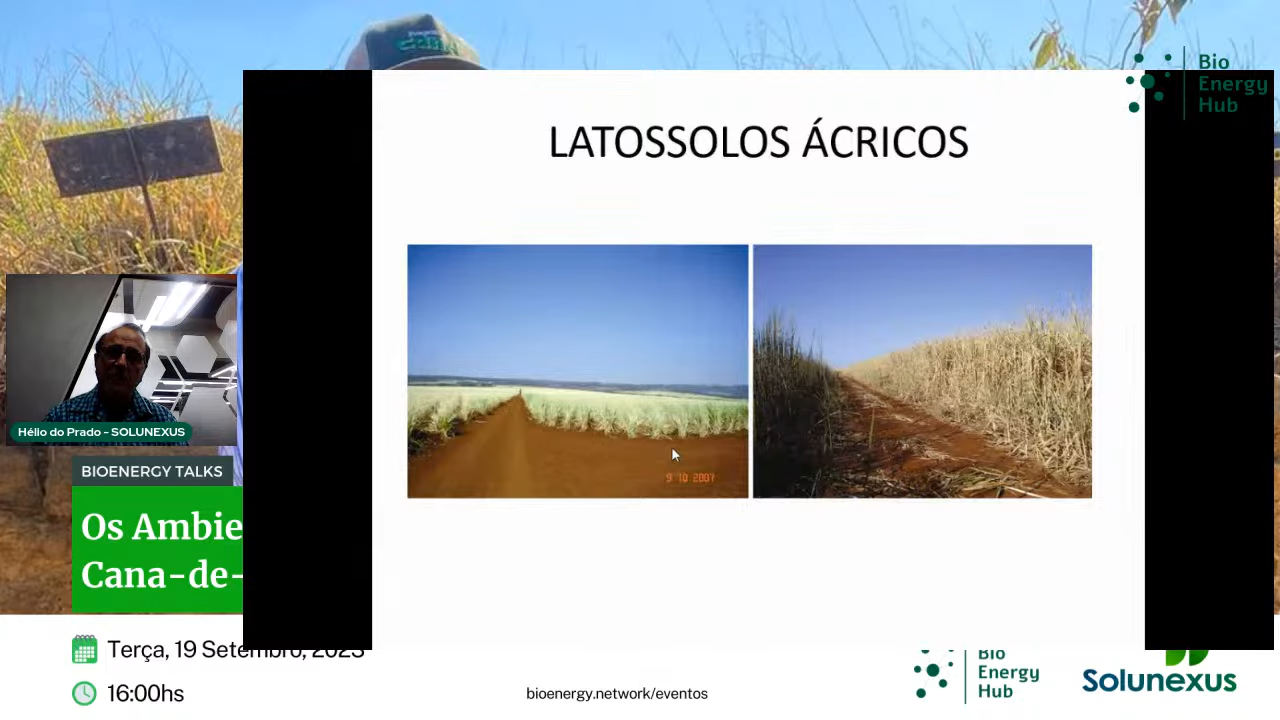 Bio
Energy
Hub
LATOSSOLOS ÁCRICOS
9 10 2007
Hélio do Prado - SOLUNEXUS
BIOENERGY TALKS
Os Ambie
Cana-de-
Terça, 19 Setembro, 2023
16:00hs
bioenergy.network/eventos
Bio
Energy
Hub
Solunexus